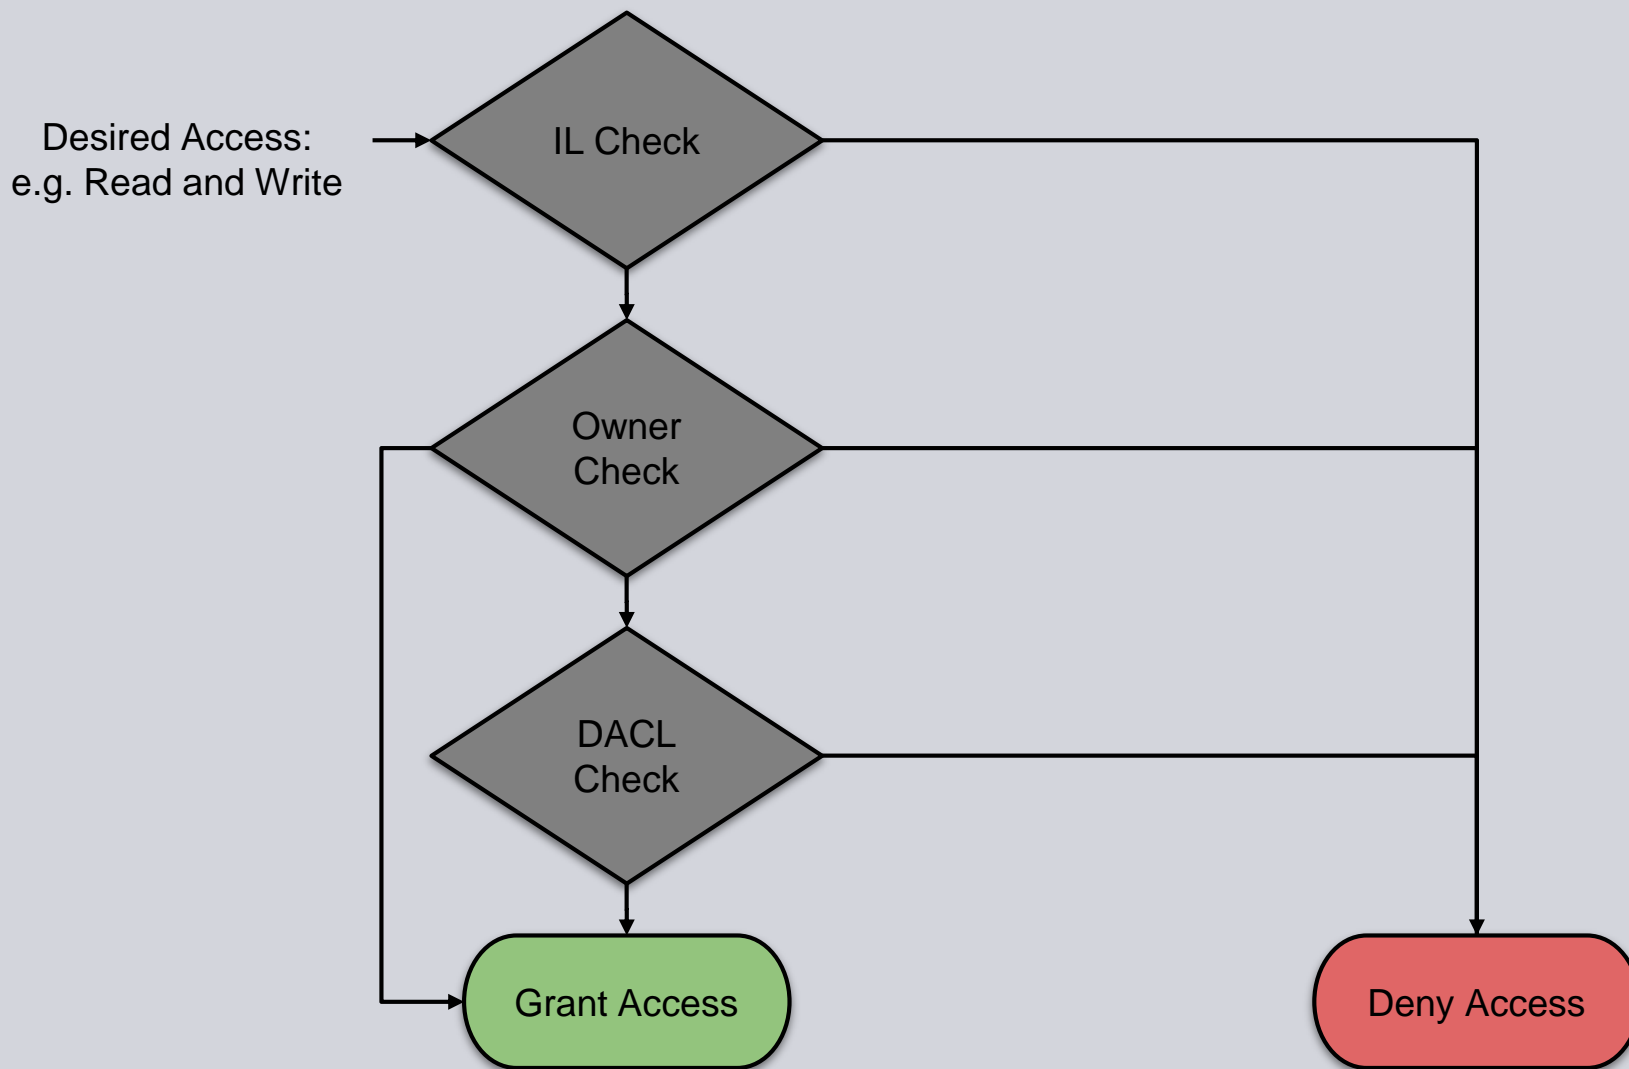 Desired Access:
e.g. Read and Write
IL Check
Owner
Check
DACL
Check
Grant Access
Deny Access